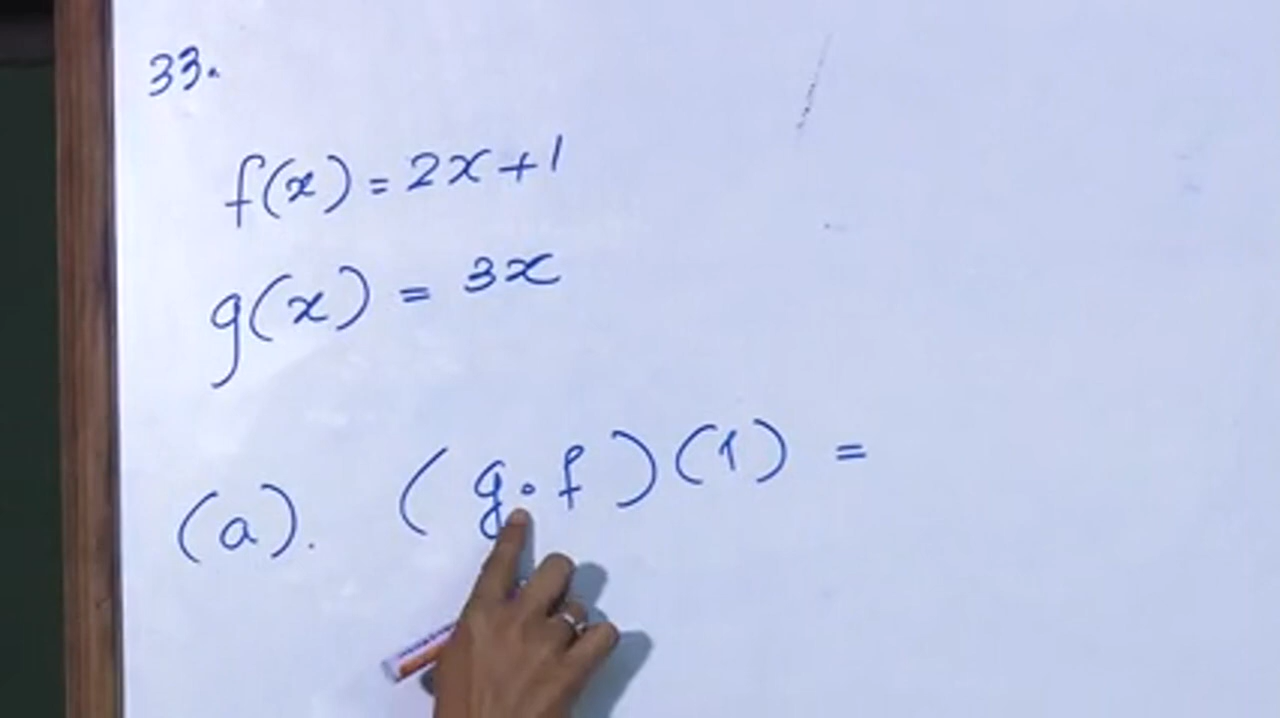 33.
f(x) = 2x+1
g(x) = 3x
(a). (g∘f)(1) =